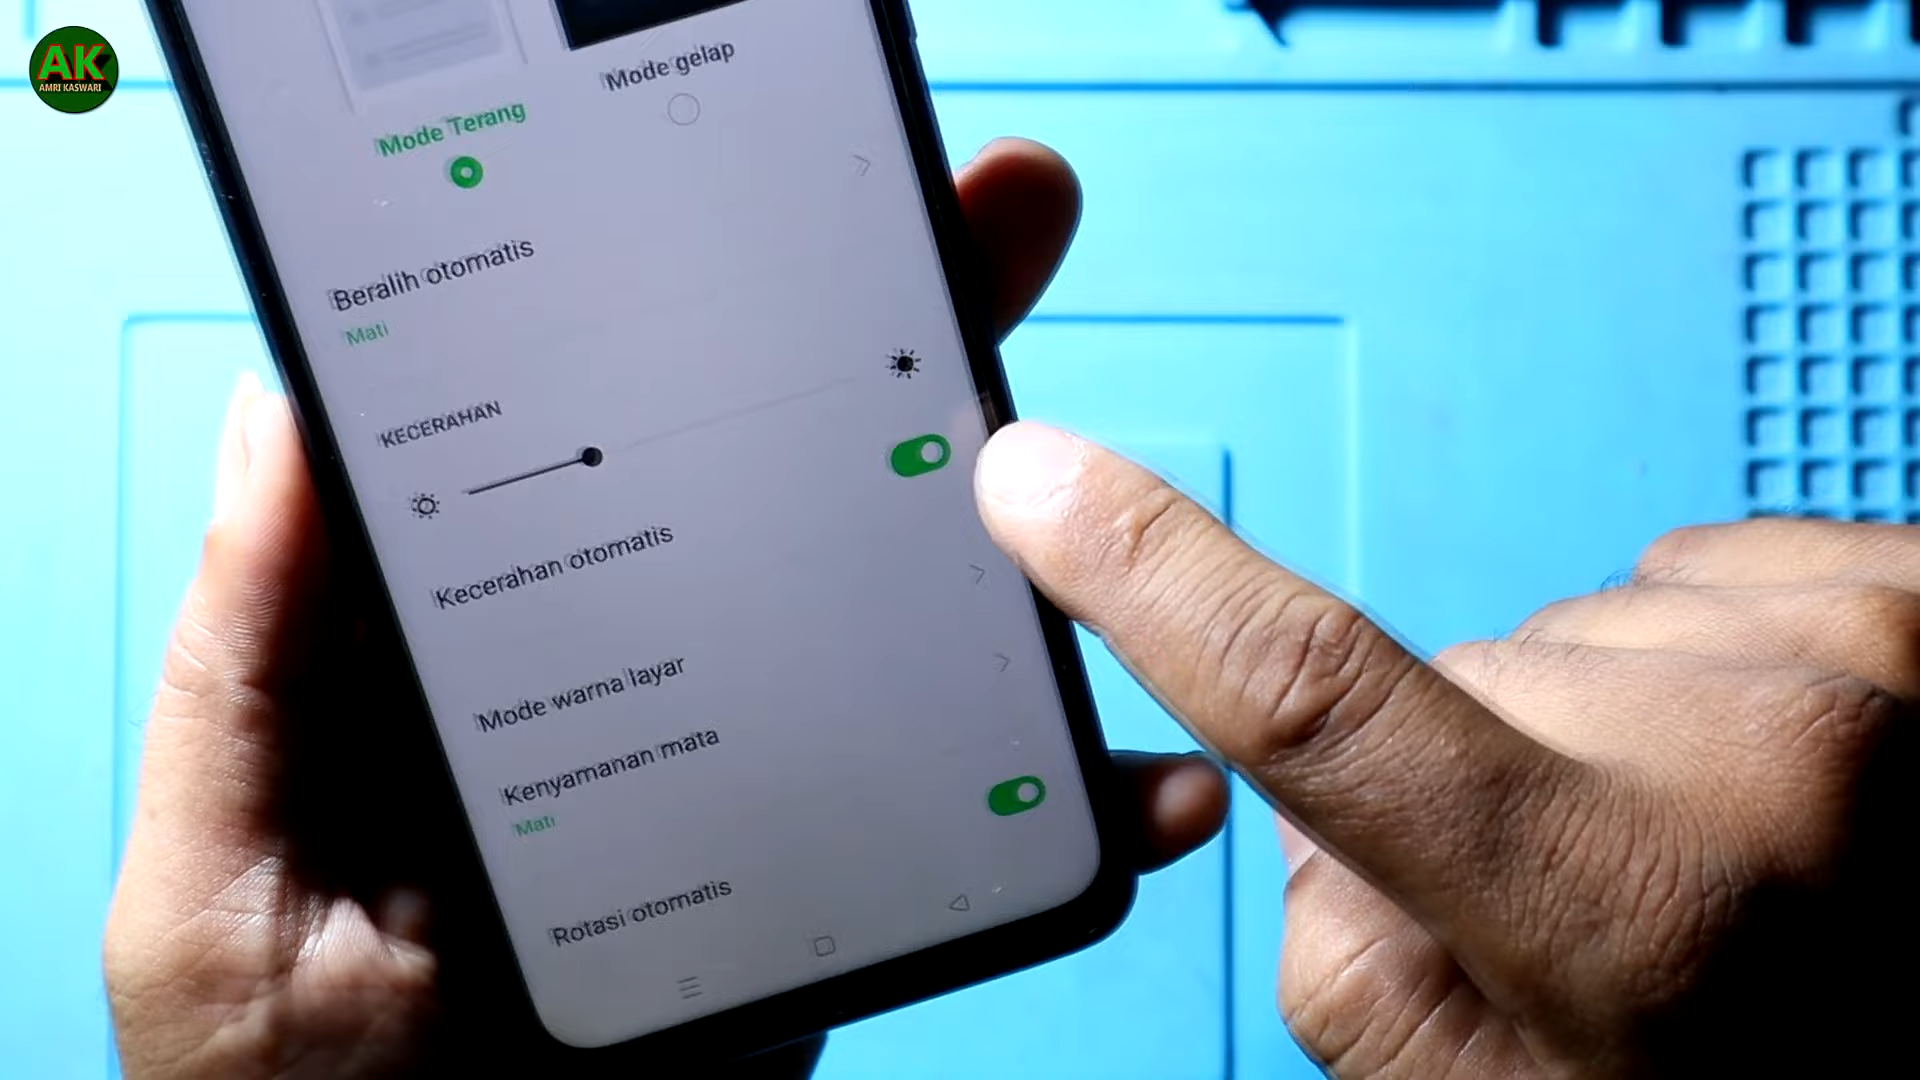 AK
AMRI KASWARI
Mode Terang
Mode gelap
Beralih otomatis
Mati
KECERAHAN
Kecerahan otomatis
Mode warna layar
Kenyamanan mata
Mati
Rotasi otomatis